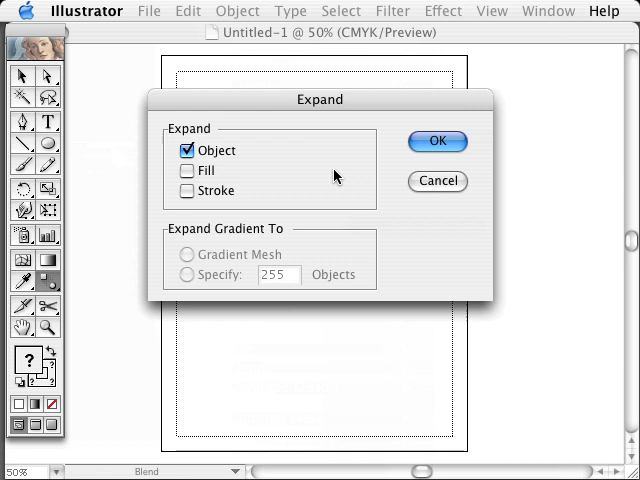 Illustrator File Edit Object Type Select Filter Effect View Window Help
Untitled-1 @ 50% (CMYK/Preview)
Expand
Expand
Object
Fill
Stroke
OK
Cancel
Expand Gradient To
Gradient Mesh
Specify: 255 Objects
T
?
?
?
50% Blend